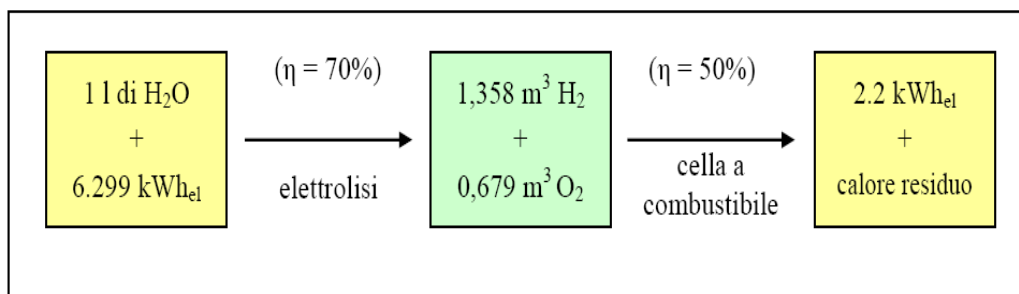 1 l di H₂O
+
6.299 kWhₑₗ
(η = 70%)
elettrolisi
1,358 m³ H₂
+
0,679 m³ O₂
(η = 50%)
cella a
combustibile
2.2 kWhₑₗ
+
calore residuo